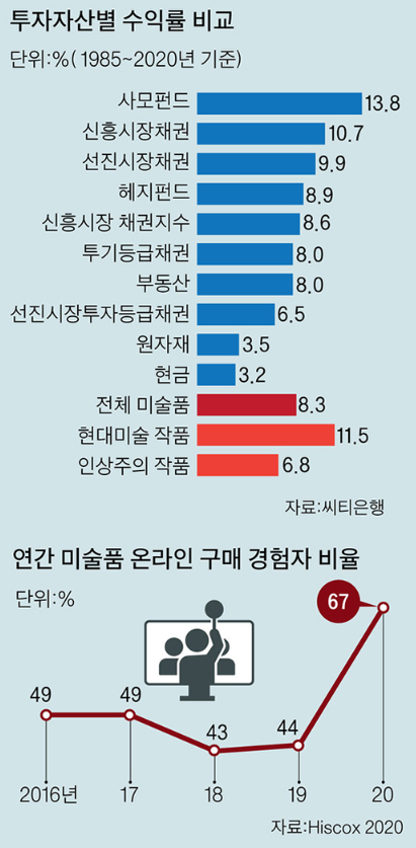 투자자산별 수익률 비교
단위:%( 1985~2020년 기준)
사모펀드 13.8
신흥시장채권 10.7
선진시장채권 9.9
헤지펀드 8.9
신흥시장 채권지수 8.6
투기등급채권 8.0
부동산 8.0
선진시장투자등급채권 6.5
원자재 3.5
현금 3.2
전체 미술품 8.3
현대미술 작품 11.5
인상주의 작품 6.8
자료:씨티은행
연간 미술품 온라인 구매 경험자 비율
단위:%
49 49 43 44 67
2016년 17 18 19 20
자료:Hiscox 2020